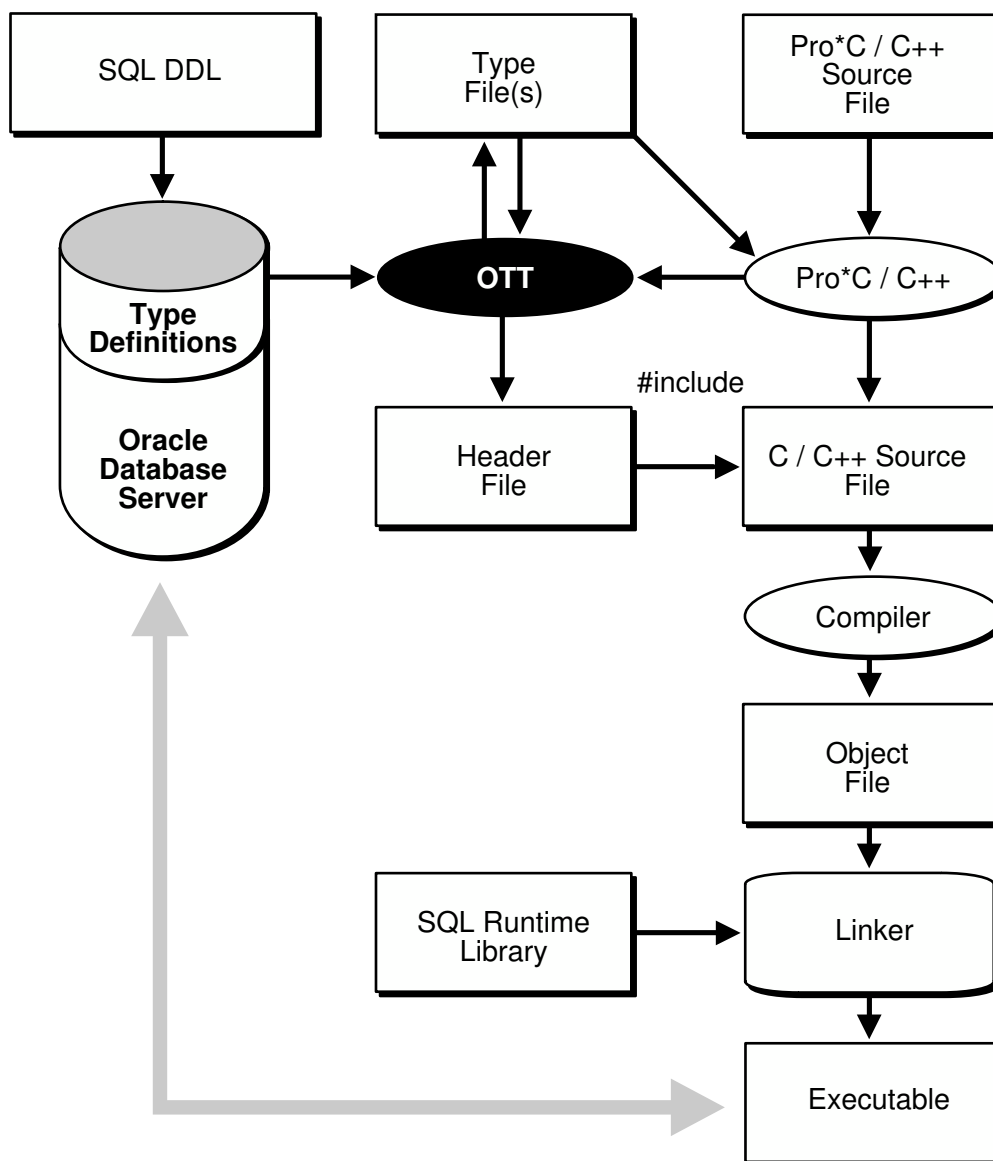 SQL DDL
Type
File(s)
Pro*C / C++
Source
File
OTT
Pro*C / C++
Type
Definitions
#include
Oracle
Database
Server
Header
File
C / C++ Source
File
Compiler
Object
File
SQL Runtime
Library
Linker
Executable